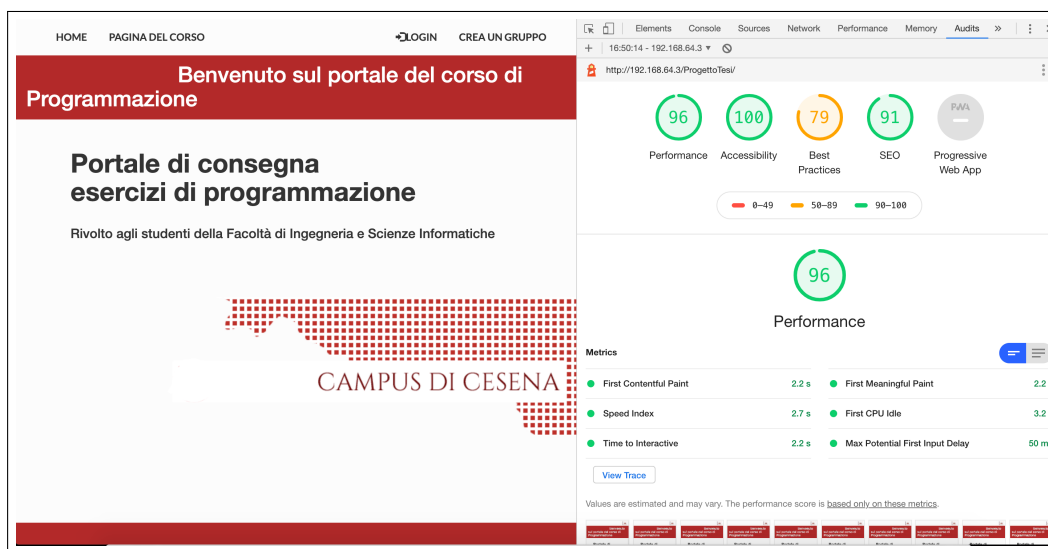 HOME PAGINA DEL CORSO LOGIN CREA UN GRUPPO
Benvenuto sul portale del corso di
Programmazione
Portale di consegna
esercizi di programmazione
Rivolto agli studenti della Facoltà di Ingegneria e Scienze Informatiche
CAMPUS DI CESENA
Elements Console Sources Network Performance Memory Audits »
+ 16:50:14 - 192.168.64.3 ▼
http://192.168.64.3/ProgettoTesi/
96 100 79 91 PWA
Performance Accessibility Best SEO Progressive
Practices Web App
0–49 50–89 90–100
96
Performance
Metrics
First Contentful Paint 2.2 s First Meaningful Paint 2.2
Speed Index 2.7 s First CPU Idle 3.2
Time to Interactive 2.2 s Max Potential First Input Delay 50 m
View Trace
Values are estimated and may vary. The performance score is based only on these metrics.